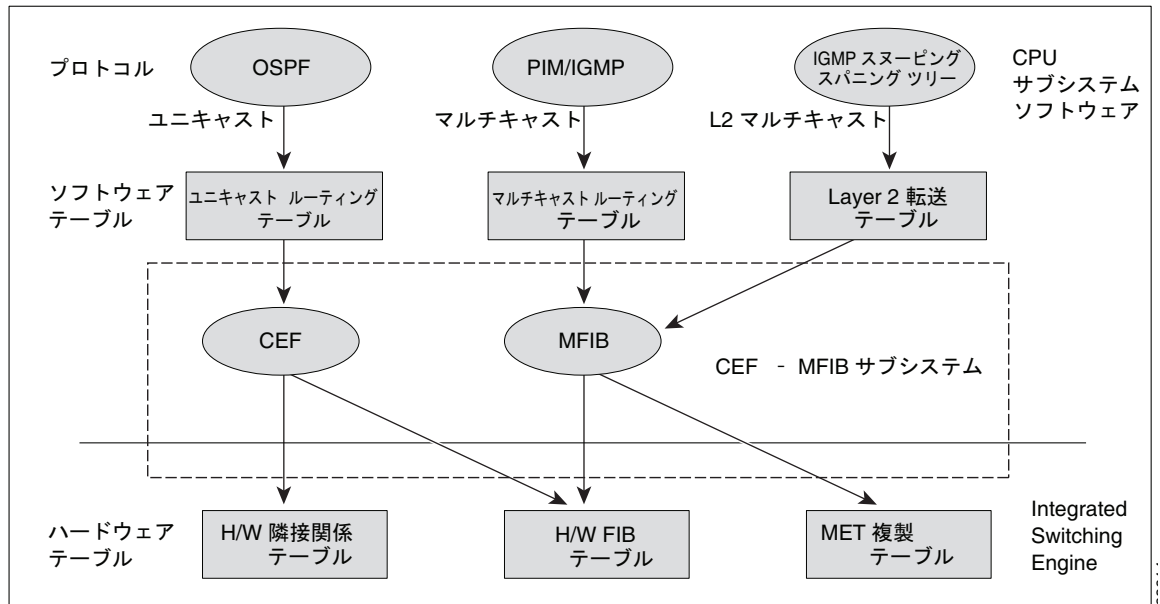 プロトコル
OSPF
PIM/IGMP
IGMP スヌーピング
スパニング ツリー
CPU
サブシステム
ソフトウェア
ユニキャスト
マルチキャスト
L2 マルチキャスト
ソフトウェア
テーブル
ユニキャスト ルーティング
テーブル
マルチキャスト ルーティング
テーブル
Layer 2 転送
テーブル
CEF
MFIB
CEF - MFIB サブシステム
ハードウェア
テーブル
H/W 隣接関係
テーブル
H/W FIB
テーブル
MET 複製
テーブル
Integrated
Switching
Engine